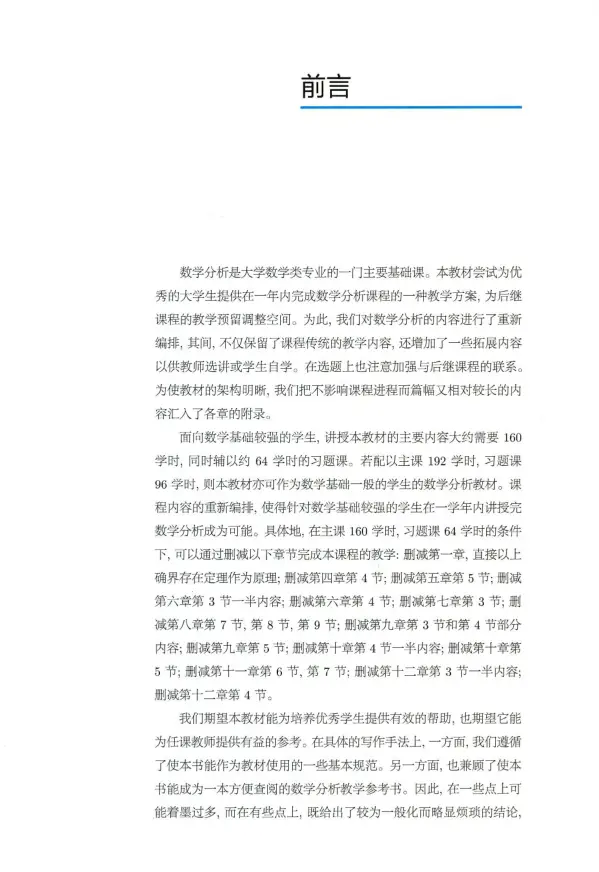 前言
数学分析是大学数学类专业的一门主要基础课。本教材尝试为优
秀的大学生提供在一年内完成数学分析课程的一种教学方案, 为后继
课程的教学预留调整空间。为此, 我们对数学分析的内容进行了重新
编排, 其间, 不仅保留了课程传统的教学内容, 还增加了一些拓展内容
以供教师选讲或学生自学。在选题上也注意加强与后继课程的联系。
为使教材的架构明晰, 我们把不影响课程进程而篇幅又相对较长的内
容汇入了各章的附录。
面向数学基础较强的学生, 讲授本教材的主要内容大约需要 160
学时, 同时辅以约 64 学时的习题课。若配以主课 192 学时, 习题课
96 学时, 则本教材亦可作为数学基础一般的学生的数学分析教材。课
程内容的重新编排, 使得针对数学基础较强的学生在一学年内讲授完
数学分析成为可能。具体地, 在主课 160 学时, 习题课 64 学时的条件
下, 可以通过删减以下章节完成本课程的教学: 删减第一章, 直接以上
确界存在定理作为原理; 删减第四章第 4 节; 删减第五章第 5 节; 删减
第六章第 3 节一半内容; 删减第六章第 4 节; 删减第七章第 3 节; 删
减第八章第 7 节, 第 8 节, 第 9 节; 删减第九章第 3 节和第 4 节部分
内容; 删减第九章第 5 节; 删减第十章第 4 节一半内容; 删减第十章第
5 节; 删减第十一章第 6 节, 第 7 节; 删减第十二章第 3 节一半内容;
删减第十二章第 4 节。
我们期望本教材能为培养优秀学生提供有效的帮助, 也期望它能
为任课教师提供有益的参考。在具体的写作手法上, 一方面, 我们遵循
了使本书能作为教材使用的一些基本规范。另一方面, 也兼顾了使本
书能成为一本方便查阅的数学分析教学参考书。因此, 在一些点上可
能着墨过多, 而在有些点上, 既给出了较为一般化而略显烦琐的结论,